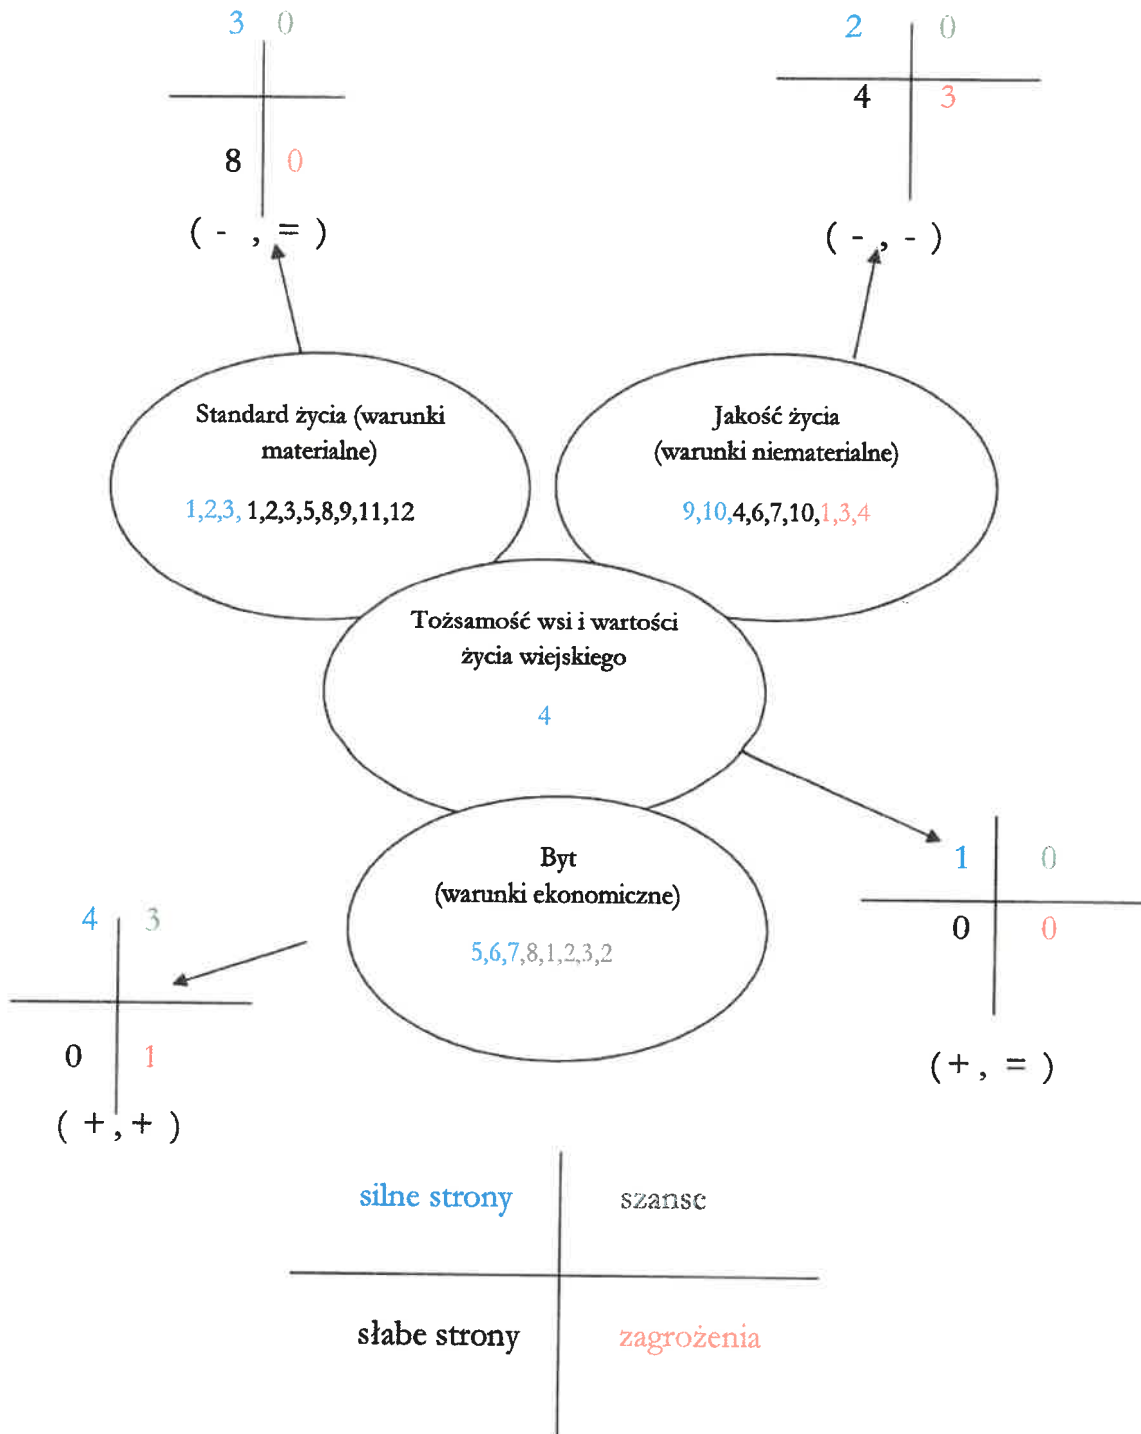 3 0
8 0
( - , = )
2 0
4 3
( - , - )
Standard życia (warunki
materialne)
1,2,3, 1,2,3,5,8,9,11,12
Jakość życia
(warunki niematerialne)
9,10,4,6,7,10,1,3,4
Tożsamość wsi i wartości
życia wiejskiego
4
Byt
(warunki ekonomiczne)
5,6,7,8,1,2,3,2
1 0
0 0
(+, = )
4 3
0 1
( +,+ )
silne strony szanse
słabe strony zagrożenia